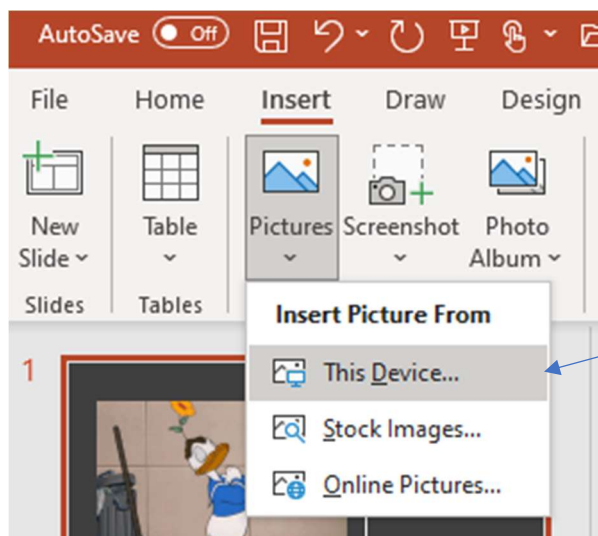 AutoSave Off
File Home Insert Draw Design
New Slide
Table
Pictures
Screenshot
Photo Album
Slides
Tables
Insert Picture From
This Device...
Stock Images...
Online Pictures...
1